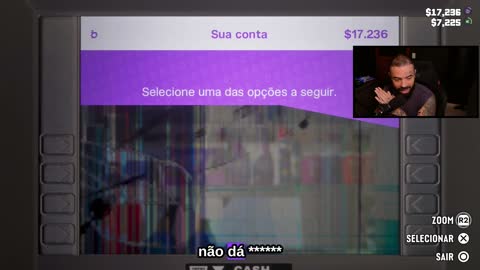 $17,236
$7,225
b Sua conta $17.236
Selecione uma das opções a seguir.
ZOOM R2
SELECIONAR
SAIR
não dá ******
CASH